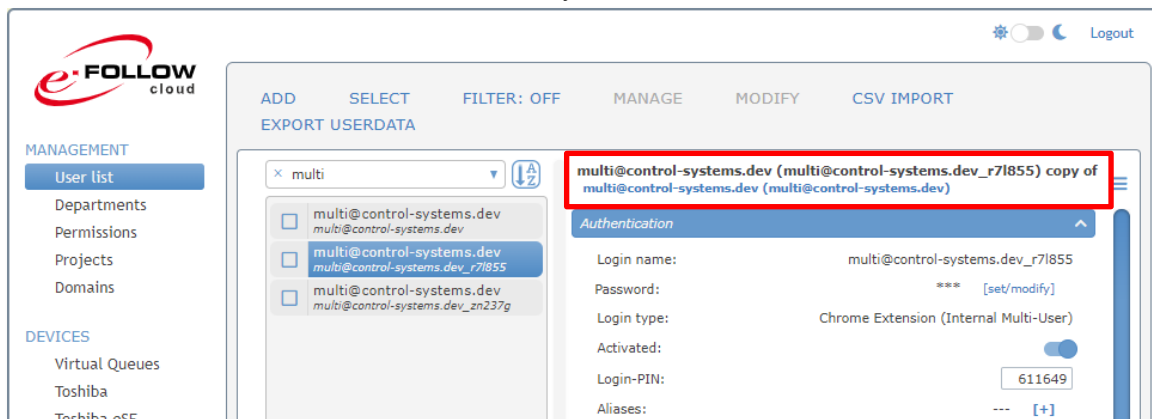 Logout
e-FOLLOW
cloud
ADD SELECT FILTER: OFF MANAGE MODIFY CSV IMPORT
EXPORT USERDATA
MANAGEMENT
User list
Departments
Permissions
Projects
Domains
DEVICES
Virtual Queues
Toshiba
Toshiba eSF
× multi
multi@control-systems.dev
multi@control-systems.dev
multi@control-systems.dev
multi@control-systems.dev_r7l855
multi@control-systems.dev
multi@control-systems.dev_zn237g
multi@control-systems.dev (multi@control-systems.dev_r7l855) copy of
multi@control-systems.dev (multi@control-systems.dev)
Authentication
Login name: multi@control-systems.dev_r7l855
Password: *** [set/modify]
Login type: Chrome Extension (Internal Multi-User)
Activated:
Login-PIN: 611649
Aliases: --- [+]